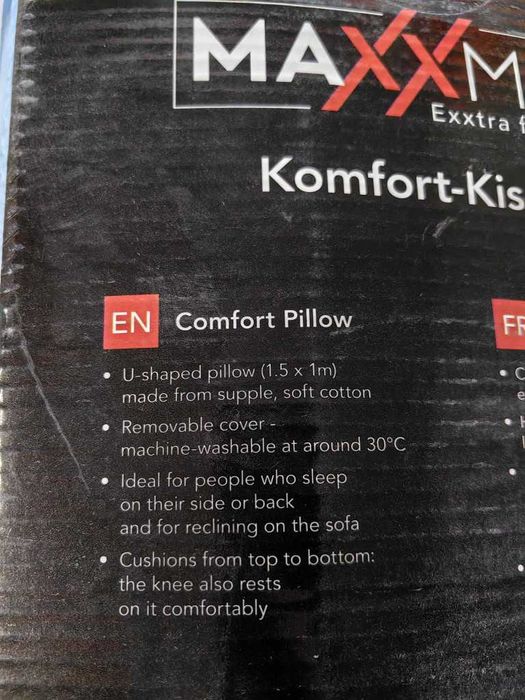 MAXXM
Exxtra
Komfort-Kis
EN Comfort Pillow
• U-shaped pillow (1.5 x 1m)
made from supple, soft cotton
• Removable cover -
machine-washable at around 30°C
• Ideal for people who sleep
on their side or back
and for reclining on the sofa
• Cushions from top to bottom:
the knee also rests
on it comfortably
FR